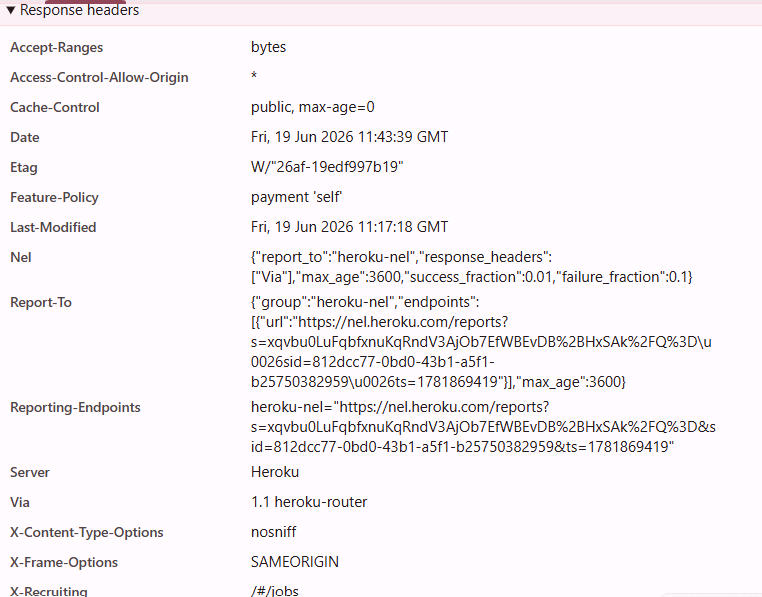 ▼ Response headers
Accept-Ranges bytes
Access-Control-Allow-Origin *
Cache-Control public, max-age=0
Date Fri, 19 Jun 2026 11:43:39 GMT
Etag W/"26af-19edf997b19"
Feature-Policy payment 'self'
Last-Modified Fri, 19 Jun 2026 11:17:18 GMT
Nel {"report_to":"heroku-nel","response_headers":
["Via"],"max_age":3600,"success_fraction":0.01,"failure_fraction":0.1}
Report-To {"group":"heroku-nel","endpoints":
[{"url":"https://nel.heroku.com/reports?
s=xqvbu0LuFqbfxnuKqRndV3AjOb7EfWBEvDB%2BHxSAk%2FQ%3D\u
0026sid=812dcc77-0bd0-43b1-a5f1-
b25750382959\u0026ts=1781869419"}],"max_age":3600}
Reporting-Endpoints heroku-nel="https://nel.heroku.com/reports?
s=xqvbu0LuFqbfxnuKqRndV3AjOb7EfWBEvDB%2BHxSAk%2FQ%3D&s
id=812dcc77-0bd0-43b1-a5f1-b25750382959&ts=1781869419"
Server Heroku
Via 1.1 heroku-router
X-Content-Type-Options nosniff
X-Frame-Options SAMEORIGIN
X-Recruiting /#/jobs